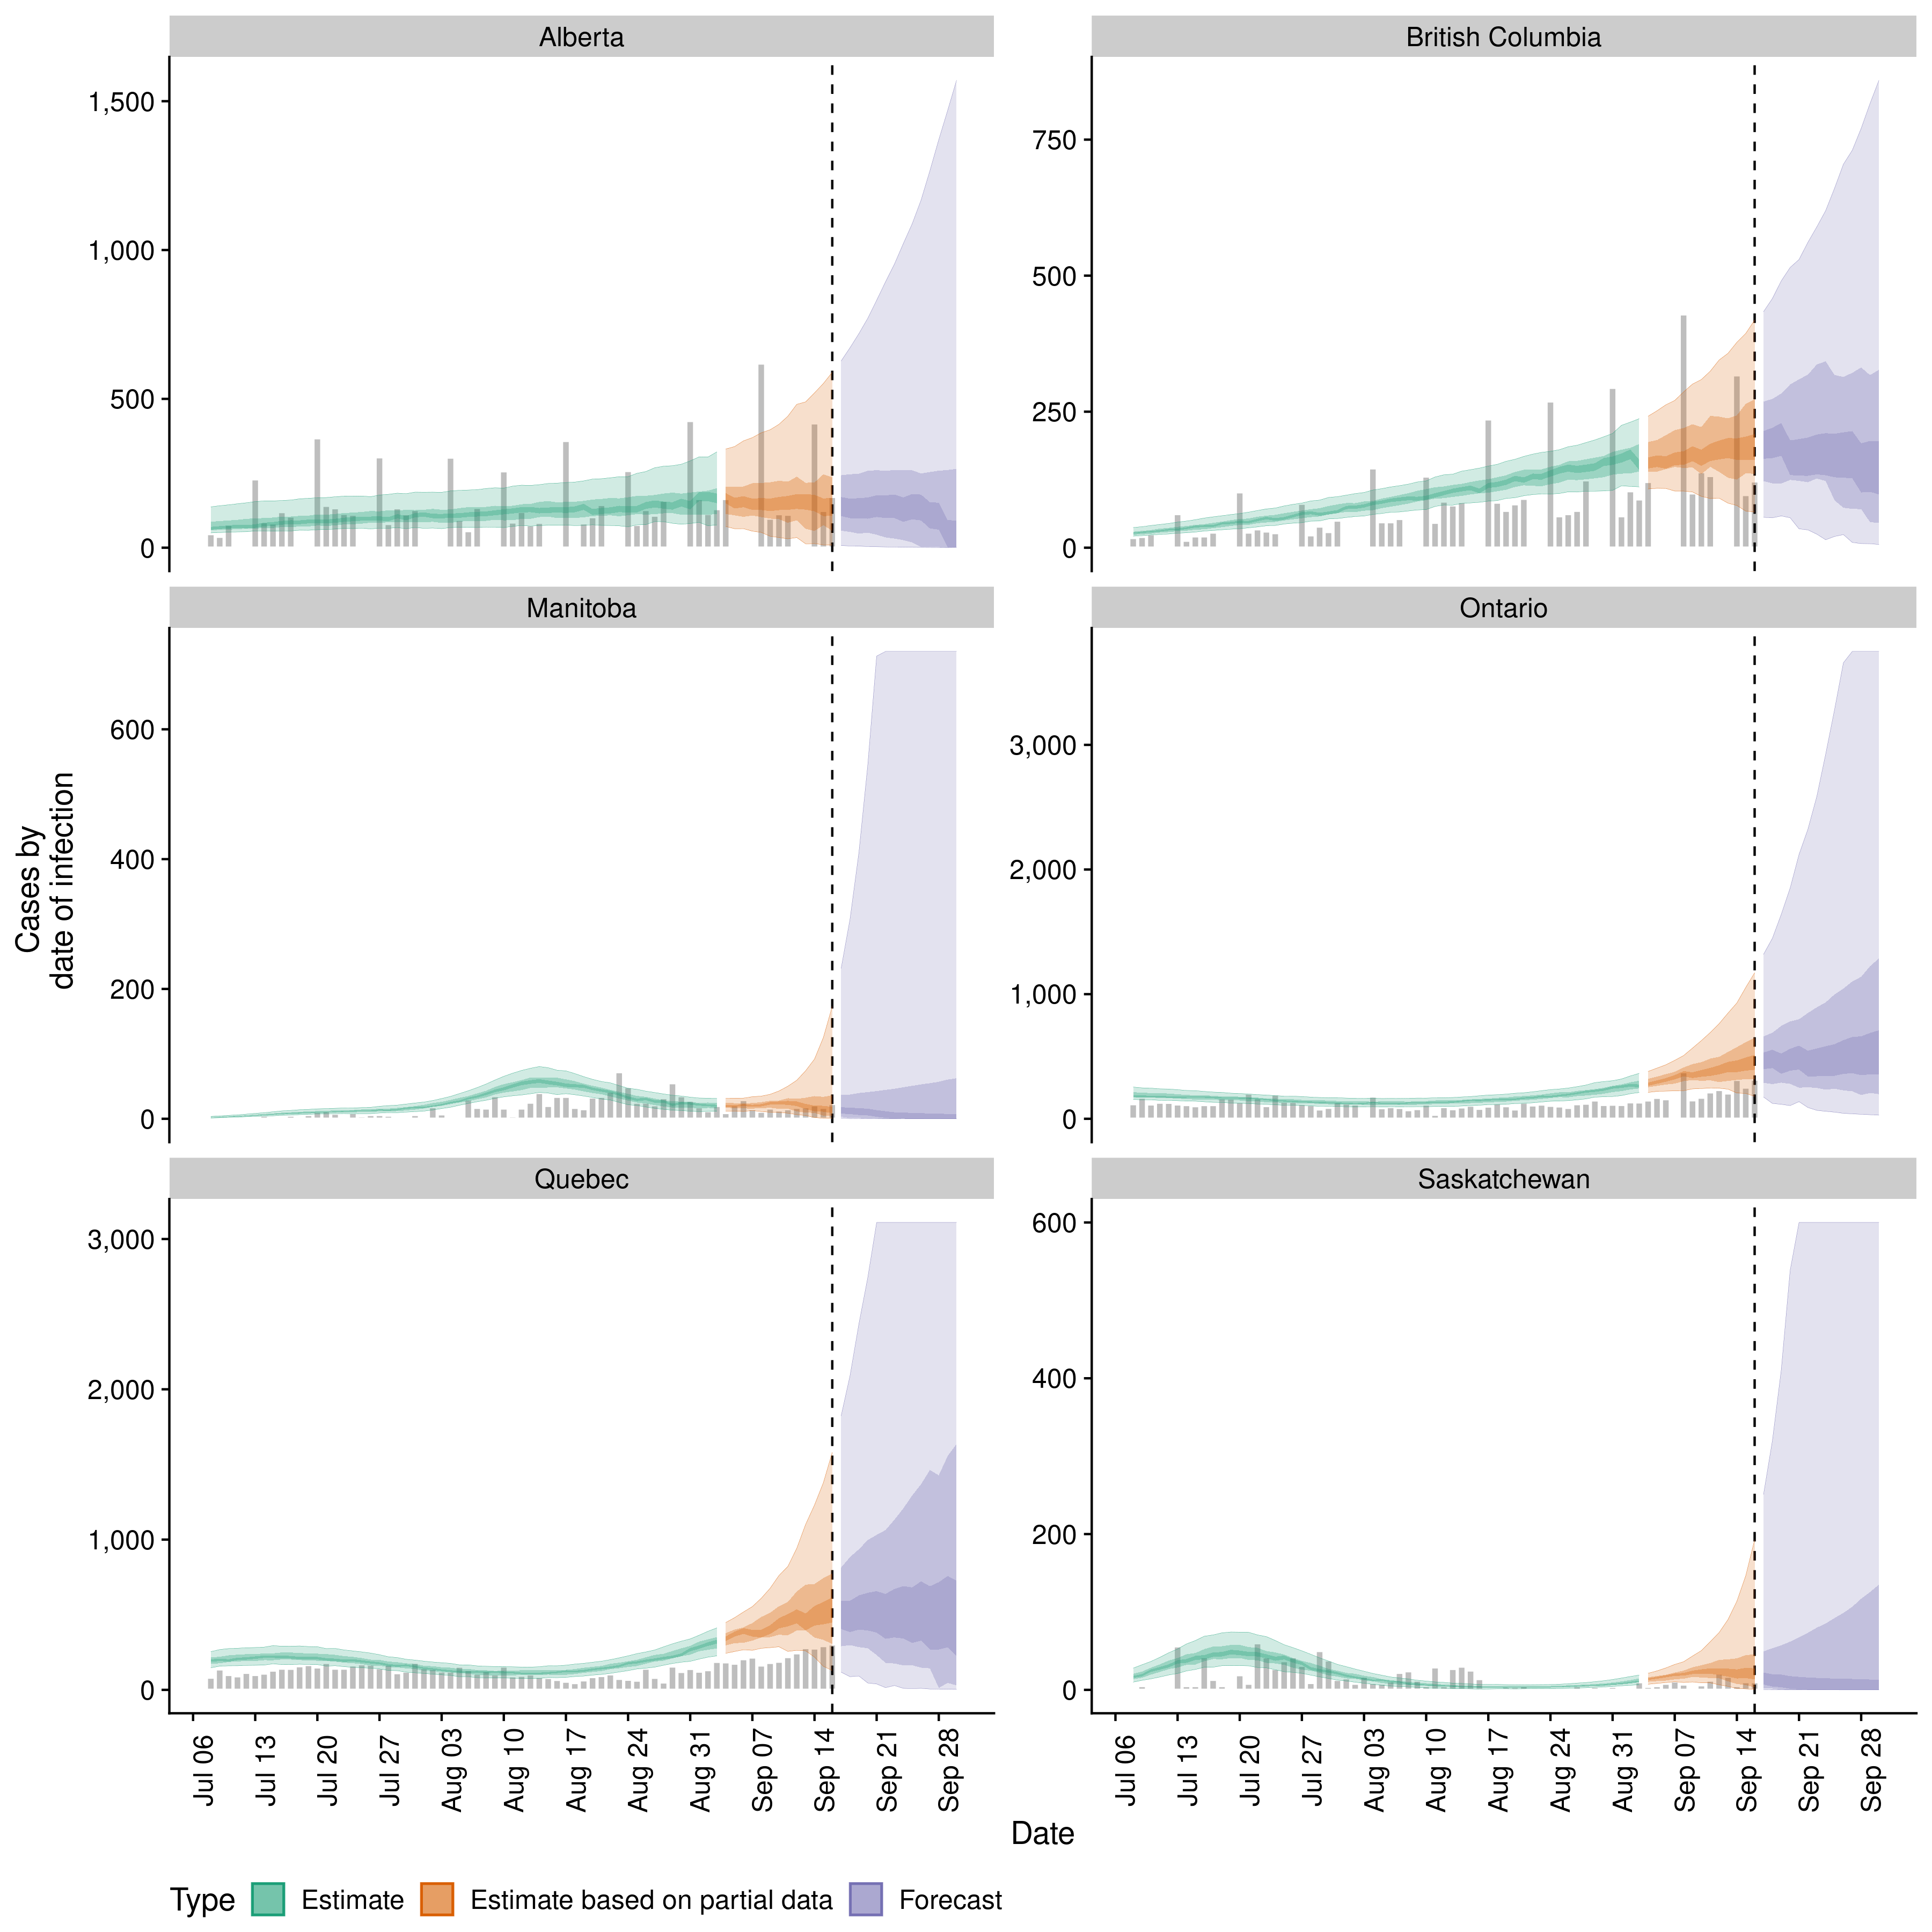 Alberta
British Columbia
1,500
1,000
500
0
750
500
250
0
Manitoba
Ontario
600
400
200
0
3,000
2,000
1,000
0
Quebec
Saskatchewan
3,000
2,000
1,000
0
600
400
200
0
Cases by
date of infection
Jul 06
Jul 13
Jul 20
Jul 27
Aug 03
Aug 10
Aug 17
Aug 24
Aug 31
Sep 07
Sep 14
Sep 21
Sep 28
Jul 06
Jul 13
Jul 20
Jul 27
Aug 03
Aug 10
Aug 17
Aug 24
Aug 31
Sep 07
Sep 14
Sep 21
Sep 28
Date
Type Estimate Estimate based on partial data Forecast